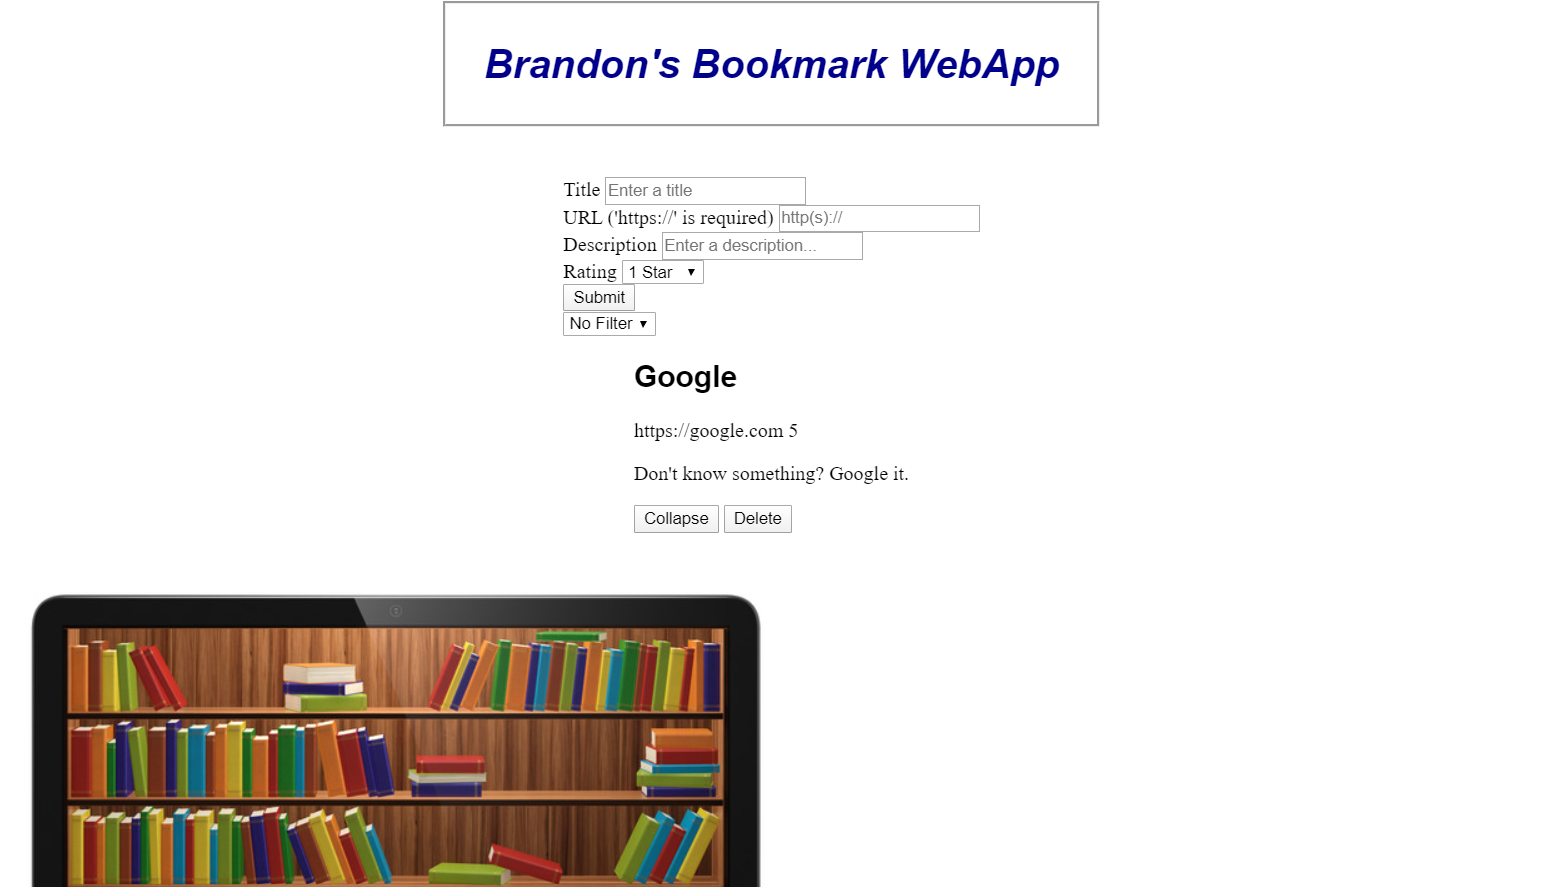 Brandon's Bookmark WebApp
Title Enter a title
URL ('https://' is required) http(s)://
Description Enter a description...
Rating 1 Star
Submit
No Filter
Google
https://google.com 5
Don't know something? Google it.
Collapse Delete